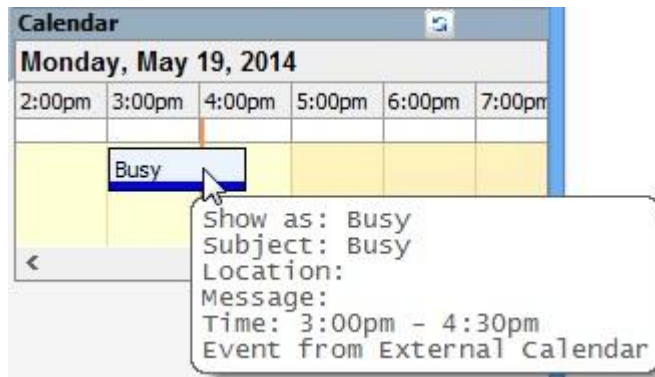 Calendar
Monday, May 19, 2014
2:00pm 3:00pm 4:00pm 5:00pm 6:00pm 7:00pm
Busy
Show as: Busy
Subject: Busy
Location:
Message:
Time: 3:00pm - 4:30pm
Event from External Calendar